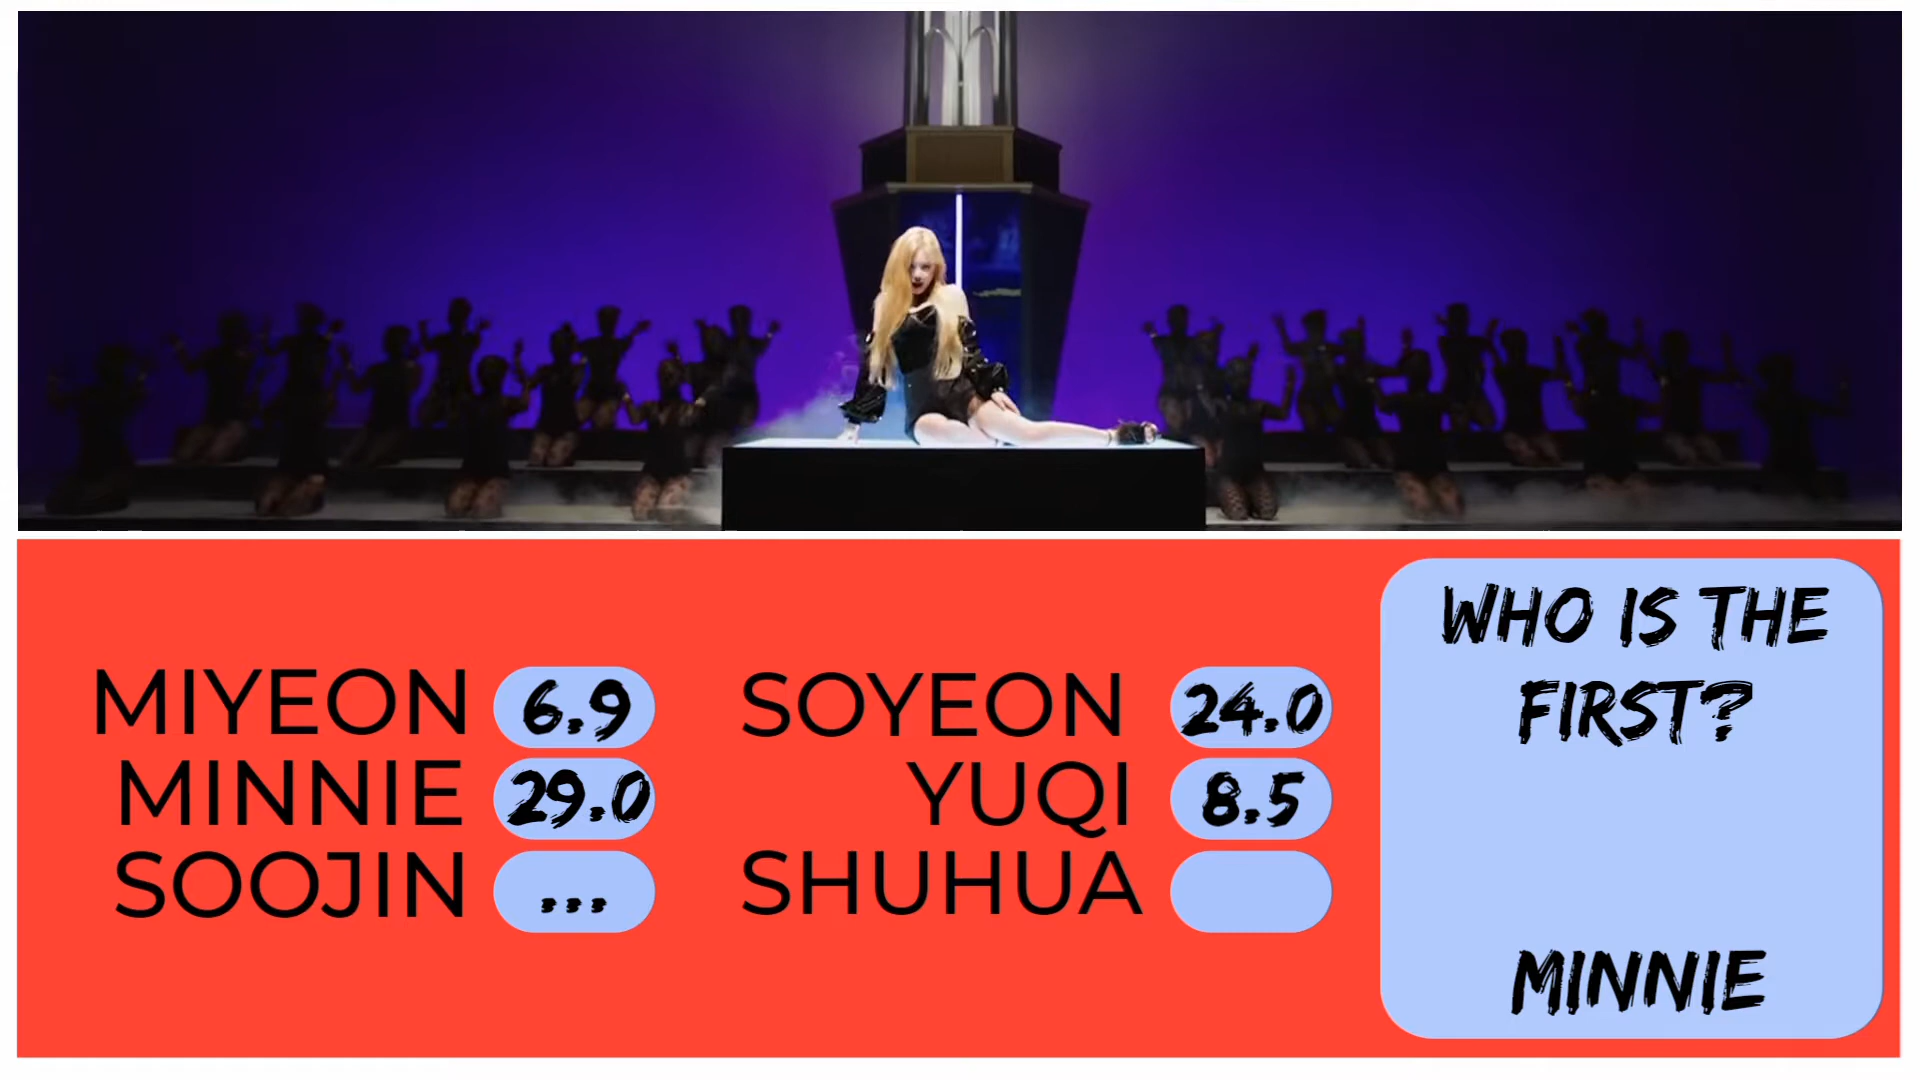 MIYEON 6.9
MINNIE 29.0
SOOJIN ...
SOYEON 24.0
YUQI 8.5
SHUHUA
WHO IS THE
FIRST?
MINNIE